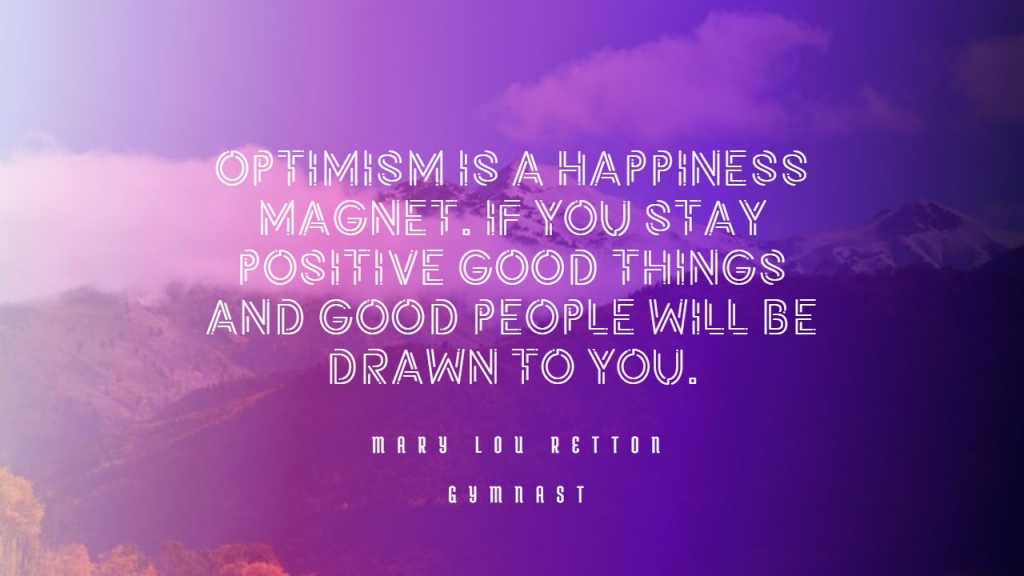 OPTIMISM IS A HAPPINESS
MAGNET. IF YOU STAY
POSITIVE GOOD THINGS
AND GOOD PEOPLE WILL BE
DRAWN TO YOU.
MARY LOU RETTON
GYMNAST